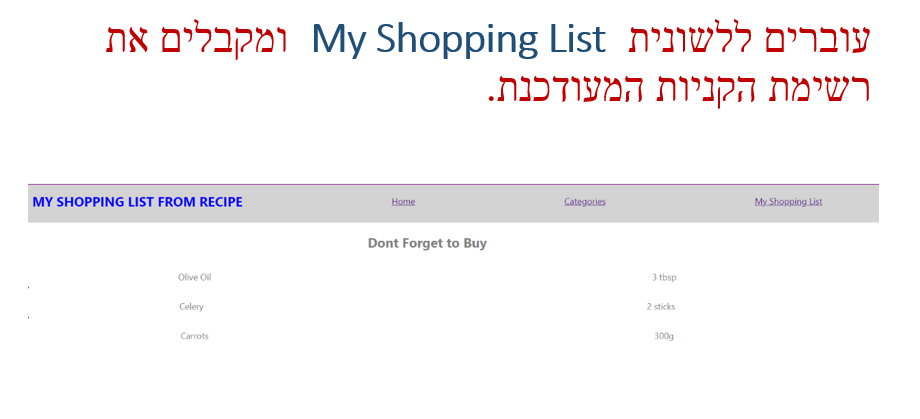 עוברים ללשונית My Shopping List ומקבלים את
רשימת הקניות המעודכנת.
MY SHOPPING LIST FROM RECIPE Home Categories My Shopping List
Dont Forget to Buy
Olive Oil 3 tbsp
Celery 2 sticks
Carrots 300g